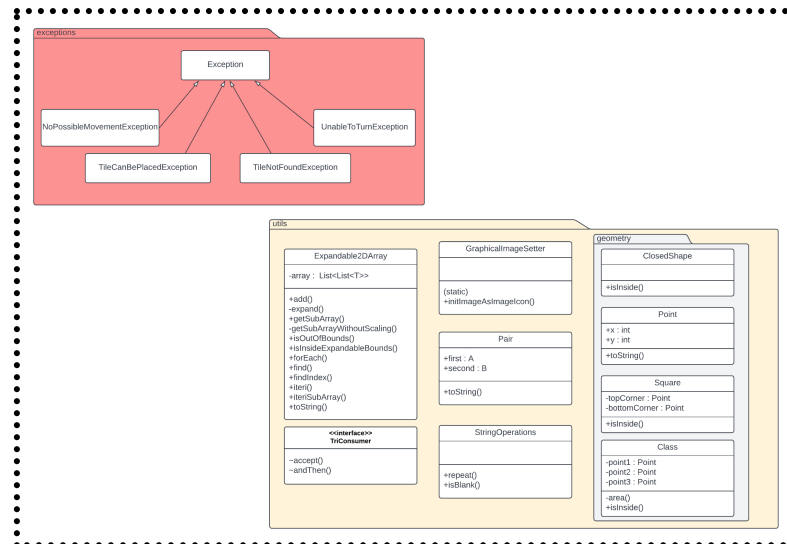 exceptions
Exception
NoPossibleMovementException
UnableToTurnException
TileCanBePlacedException
TileNotFoundException
utils
Expandable2DArray
-array : List<List<T>>
+add()
-expand()
+getSubArray()
-getSubArrayWithoutScaling()
+isOutOfBounds()
+isInsideExpandableBounds()
+forEach()
+find()
+findIndex()
+iteri()
+iteriSubArray()
+toString()
<<interface>>
TriConsumer
~accept()
~andThen()
GraphicalImageSetter
(static)
+initImageAsImageIcon()
Pair
+first : A
+second : B
+toString()
StringOperations
+repeat()
+isBlank()
geometry
ClosedShape
+isInside()
Point
+x : int
+y : int
+toString()
Square
-topCorner : Point
-bottomCorner : Point
+isInside()
Class
-point1 : Point
-point2 : Point
-point3 : Point
-area()
+isInside()